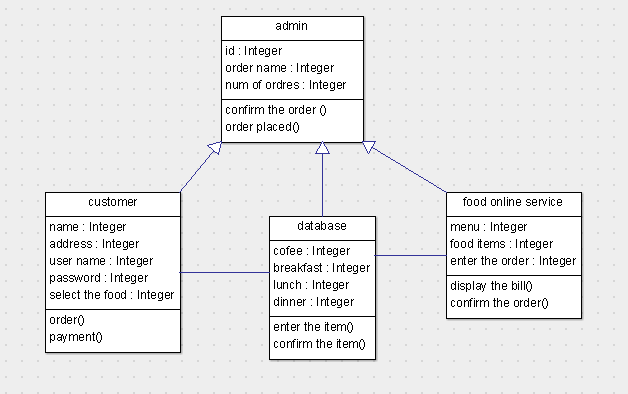 admin
id : Integer
order name : Integer
num of ordres : Integer
confirm the order ()
order placed()
customer
name : Integer
address : Integer
user name : Integer
password : Integer
select the food : Integer
order()
payment()
database
cofee : Integer
breakfast : Integer
lunch : Integer
dinner : Integer
enter the item()
confirm the item()
food online service
menu : Integer
food items : Integer
enter the order : Integer
display the bill()
confirm the order()